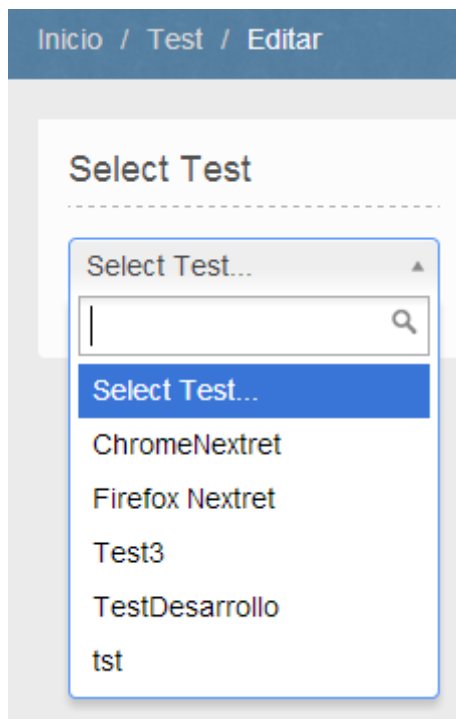 Inicio / Test / Editar
Select Test
Select Test...
Select Test...
ChromeNextret
Firefox Nextret
Test3
TestDesarrollo
tst